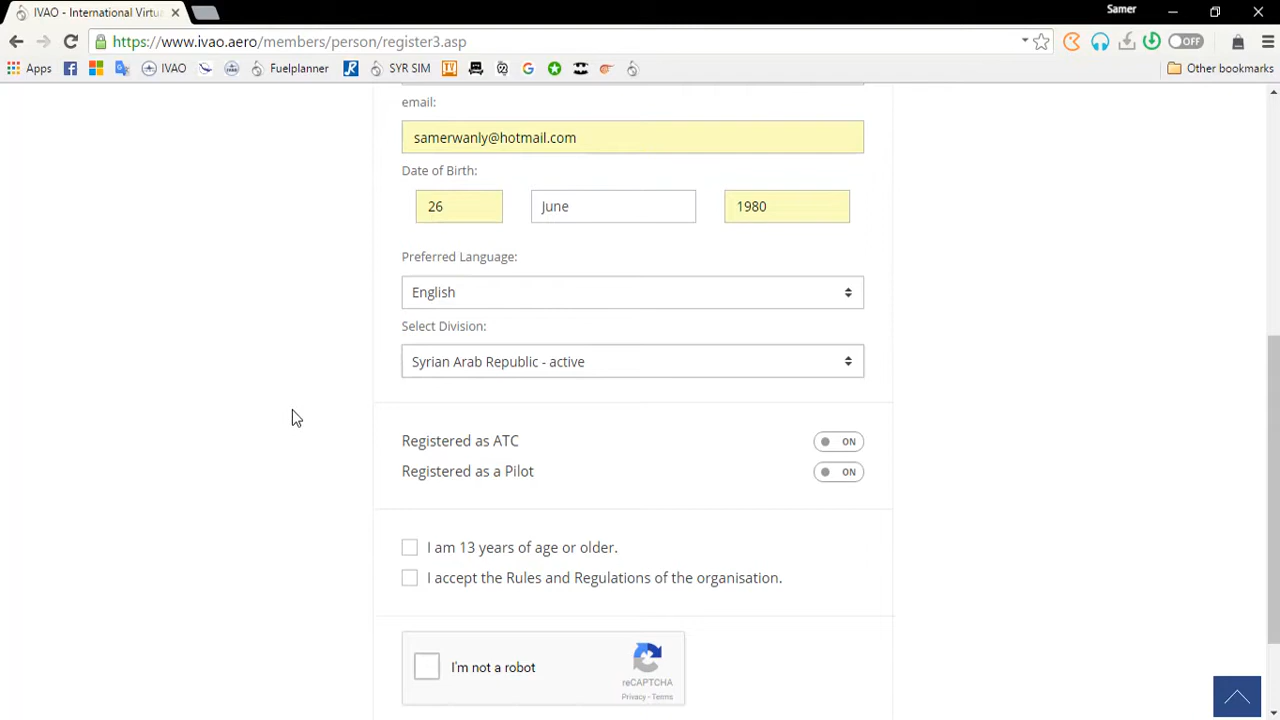 IVAO - International Virtu
Samer
https://www.ivao.aero/members/person/register3.asp
OFF
Apps
IVAO
Fuelplanner
SYR SIM
Other bookmarks
email:
samerwanly@hotmail.com
Date of Birth:
26 June 1980
Preferred Language:
English
Select Division:
Syrian Arab Republic - active
Registered as ATC ON
Registered as a Pilot ON
I am 13 years of age or older.
I accept the Rules and Regulations of the organisation.
I'm not a robot
reCAPTCHA
Privacy - Terms